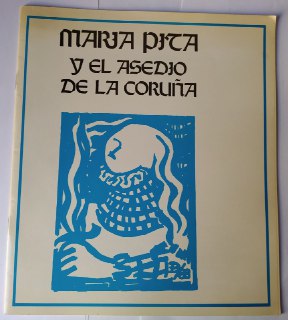 MARIA PITA
Y EL ASEDIO
DE LA CORUÑA